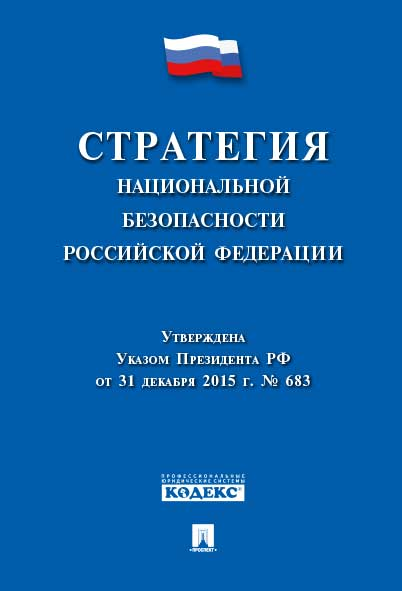 СТРАТЕГИЯ
НАЦИОНАЛЬНОЙ
БЕЗОПАСНОСТИ
РОССИЙСКОЙ ФЕДЕРАЦИИ
УТВЕРЖДЕНА
УКАЗОМ ПРЕЗИДЕНТА РФ
ОТ 31 ДЕКАБРЯ 2015 Г. № 683
ПРОФЕССИОНАЛЬНЫЕ
ЮРИДИЧЕСКИЕ СИСТЕМЫ
КОДЕКС
•ПРОСПЕКТ•